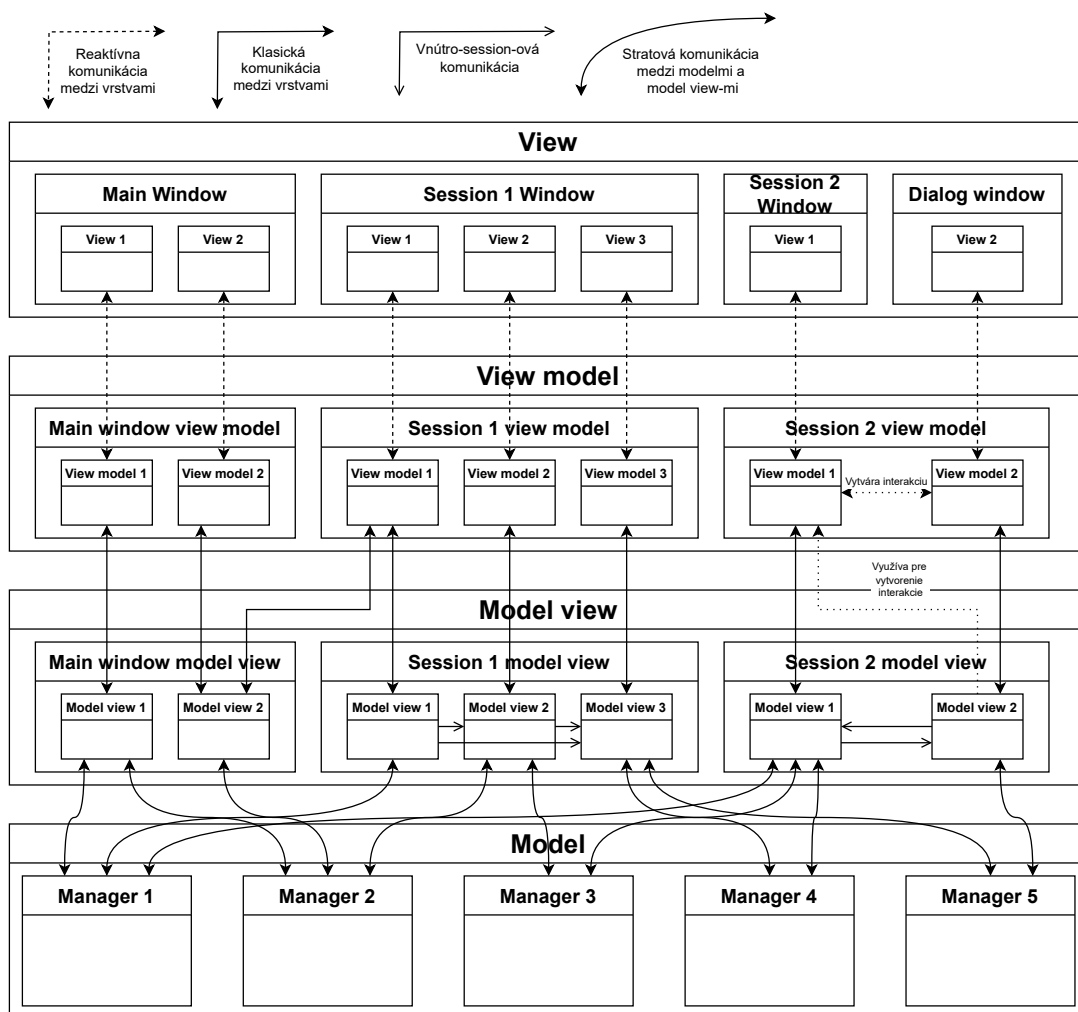 Reaktívna
komunikácia
medzi vrstvami
Klasická
komunikácia
medzi vrstvami
Vnútro-session-ová
komunikácia
Stratová komunikácia
medzi modelmi a
model view-mi
View
Main Window
Session 1 Window
Session 2
Window
Dialog window
View 1
View 2
View 1
View 2
View 3
View 1
View 2
View model
Main window view model
Session 1 view model
Session 2 view model
View model 1
View model 2
View model 1
View model 2
View model 3
View model 1
Vytvára interakciu
View model 2
Využíva pre
vytvorenie
interakcie
Model view
Main window model view
Session 1 model view
Session 2 model view
Model view 1
Model view 2
Model view 1
Model view 2
Model view 3
Model view 1
Model view 2
Model
Manager 1
Manager 2
Manager 3
Manager 4
Manager 5